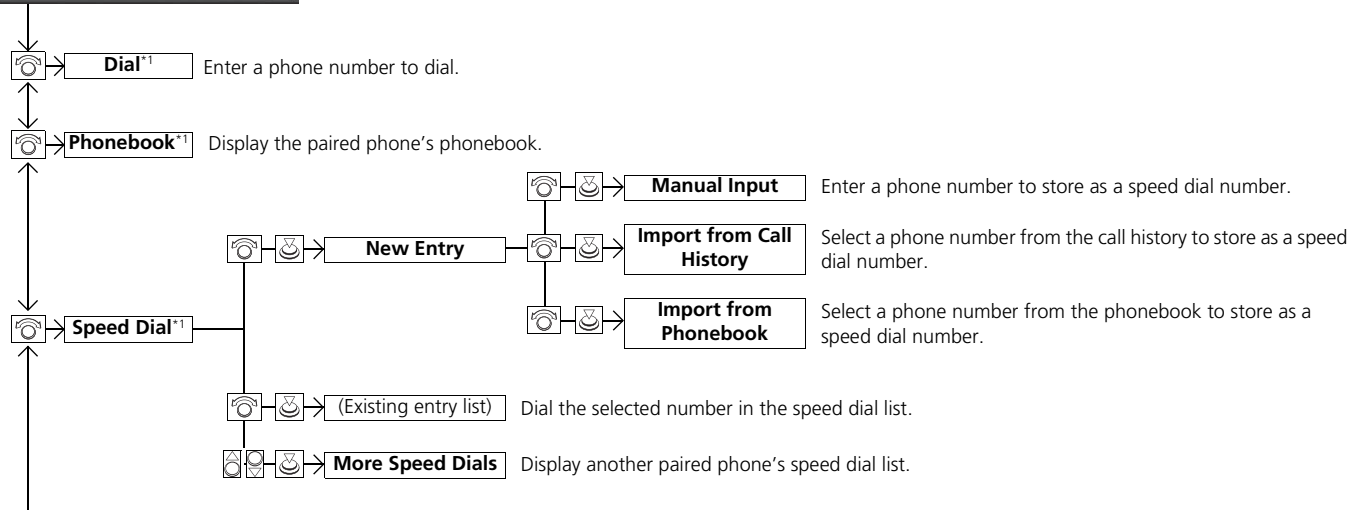 Dial*1
Enter a phone number to dial.
Phonebook*1
Display the paired phone’s phonebook.
Manual Input
Enter a phone number to store as a speed dial number.
New Entry
Import from Call
History
Select a phone number from the call history to store as a speed
dial number.
Speed Dial*1
Import from
Phonebook
Select a phone number from the phonebook to store as a
speed dial number.
(Existing entry list)
Dial the selected number in the speed dial list.
More Speed Dials
Display another paired phone’s speed dial list.